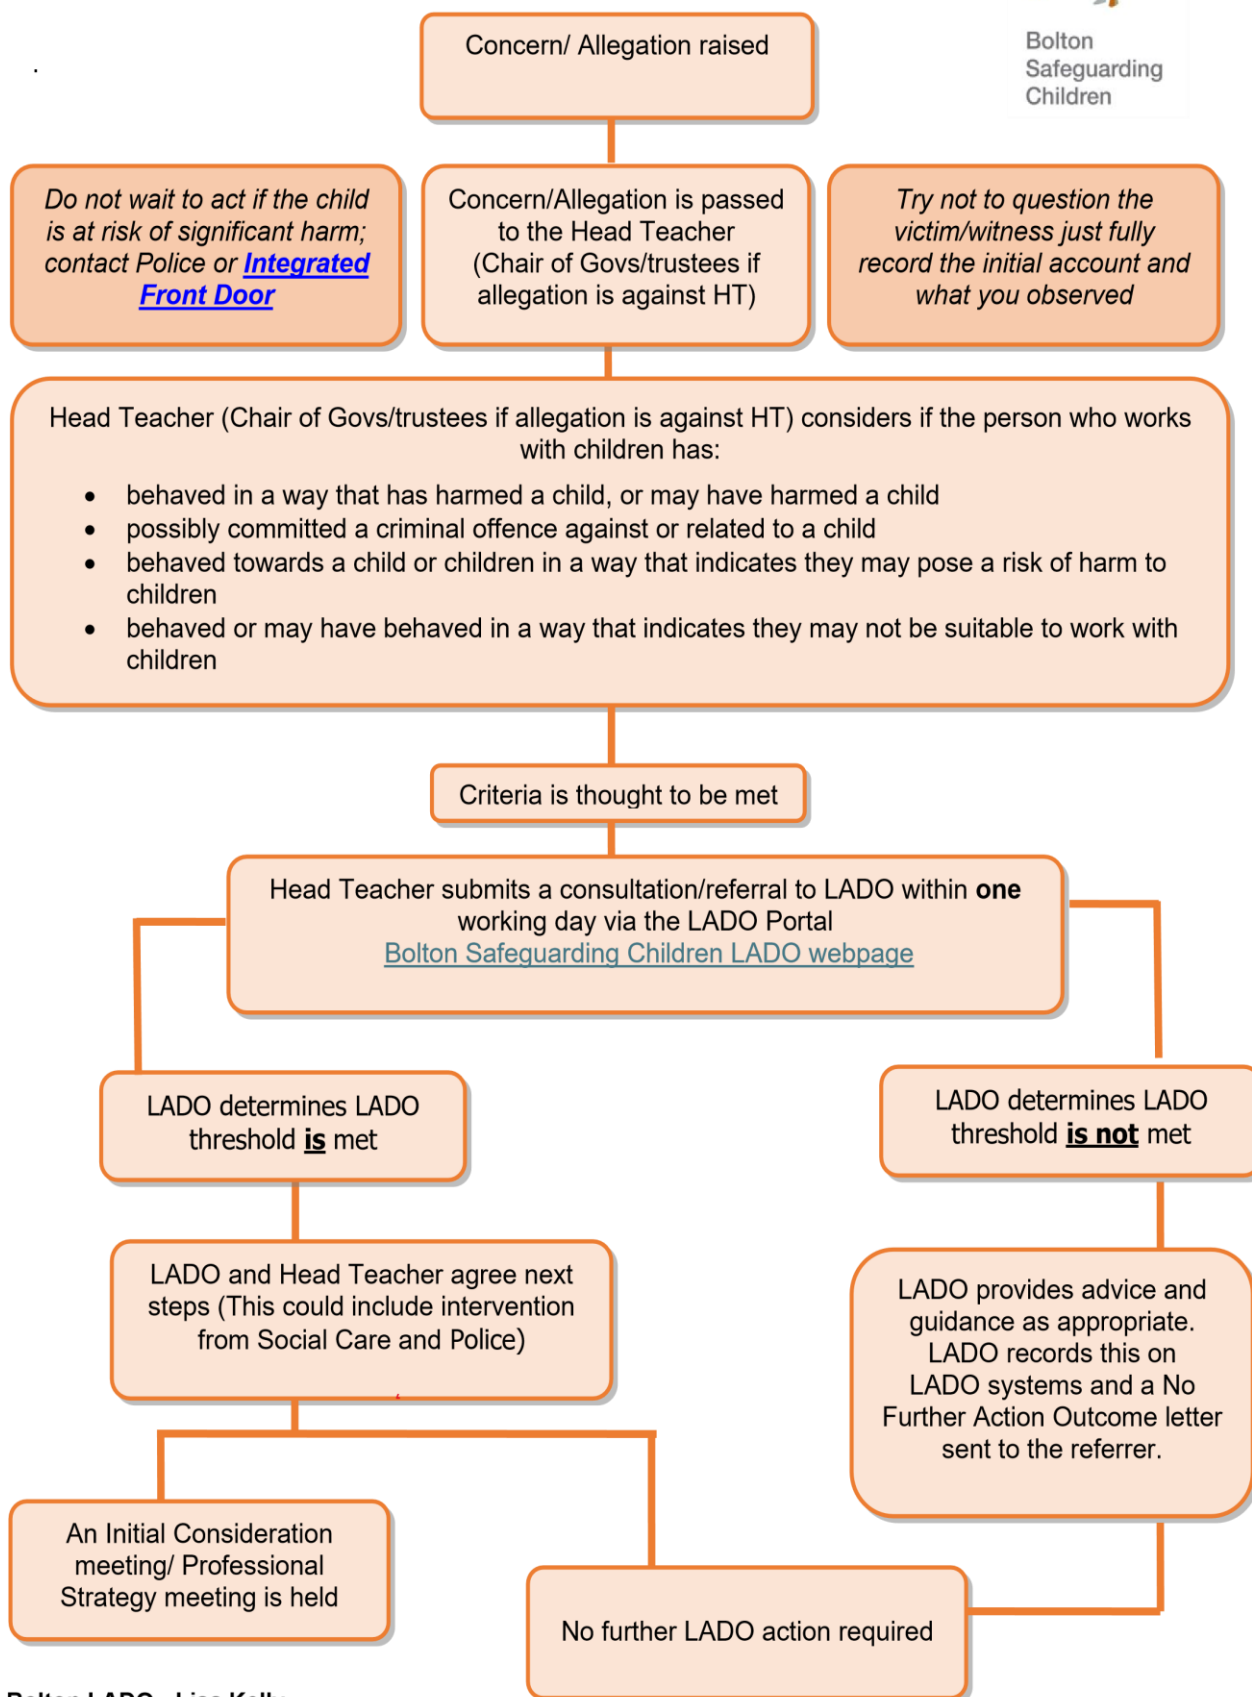 Concern/ Allegation raised
Bolton
Safeguarding
Children
.
Do not wait to act if the child
is at risk of significant harm;
contact Police or Integrated
Front Door
Concern/Allegation is passed
to the Head Teacher
(Chair of Govs/trustees if
allegation is against HT)
Try not to question the
victim/witness just fully
record the initial account and
what you observed
Head Teacher (Chair of Govs/trustees if allegation is against HT) considers if the person who works
with children has:
• behaved in a way that has harmed a child, or may have harmed a child
• possibly committed a criminal offence against or related to a child
• behaved towards a child or children in a way that indicates they may pose a risk of harm to
children
• behaved or may have behaved in a way that indicates they may not be suitable to work with
children
Criteria is thought to be met
Head Teacher submits a consultation/referral to LADO within one
working day via the LADO Portal
Bolton Safeguarding Children LADO webpage
LADO determines LADO
threshold is met
LADO determines LADO
threshold is not met
LADO and Head Teacher agree next
steps (This could include intervention
from Social Care and Police)
LADO provides advice and
guidance as appropriate.
LADO records this on
LADO systems and a No
Further Action Outcome letter
sent to the referrer.
An Initial Consideration
meeting/ Professional
Strategy meeting is held
No further LADO action required
Bolton LADO - Lisa Kelly